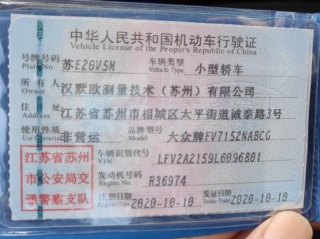 中华人民共和国机动车行驶证
Vehicle License of the People's Republic of China
号牌号码 苏E20V5N 车辆类型 小型轿车
Plate No. Vehicle Type
所有人 汉默欧测量技术（苏州）有限公司
Owner
住址 江苏省苏州市相城区太平街道诚泰路3号
Address
使用性质 非营运 品牌型号 大众牌FV7152NABCG
Use Character Model
江苏省苏州 车辆识别代号 LFV2A2159L6096801
VIN
市公安局交 发动机号码 R36974
Engine No.
通警察支队 注册日期 2020-10-10 发证日期 2020-10-10
Register Date Issue Date